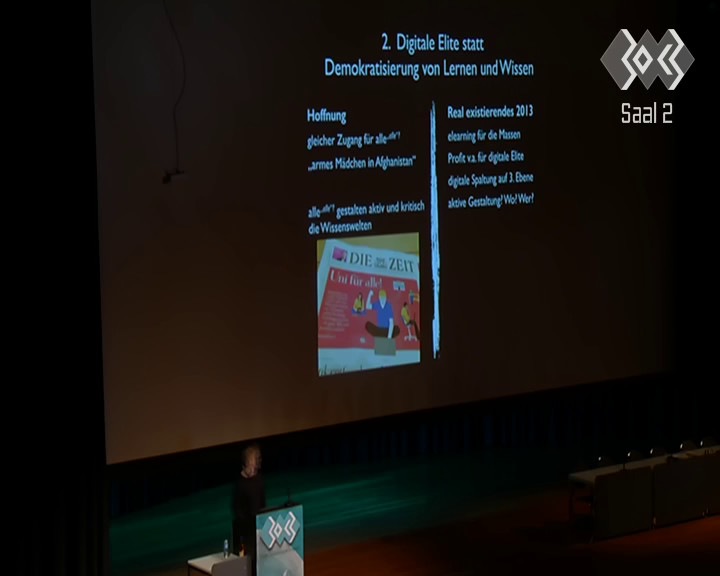 2. Digitale Elite statt
Demokratisierung von Lernen und Wissen
Hoffnung
gleicher Zugang für alle
„armes Mädchen in Afghanistan"
alle gestalten aktiv und kritisch
die Wissenswelten
DIE ZEIT
Uni für alle!
Real existierendes 2013
elearning für die Massen
Profit v.a. für digitale Elite
digitale Spaltung auf 3. Ebene
aktive Gestaltung? Wo? Wer?
Saal 2